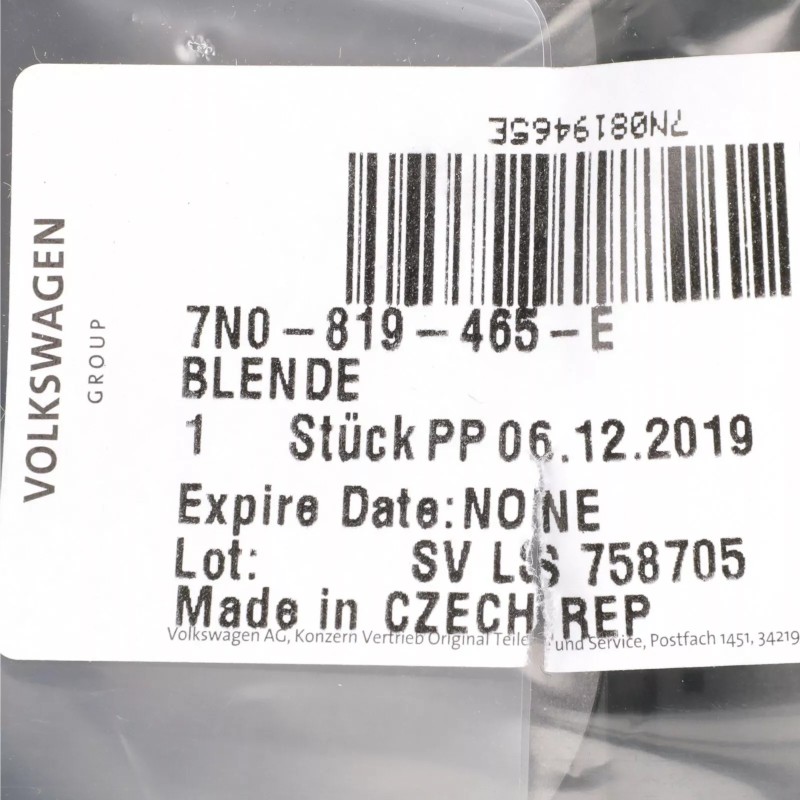 7N0819465E
VOLKSWAGEN
GROUP
7N0-819-465-E
BLENDE
1 Stück PP 06.12.2019
Expire Date:NONE
Lot: SV LSS 758705
Made in CZECH REP
Volkswagen AG, Konzern Vertrieb Original Teile und Service, Postfach 1451, 34219